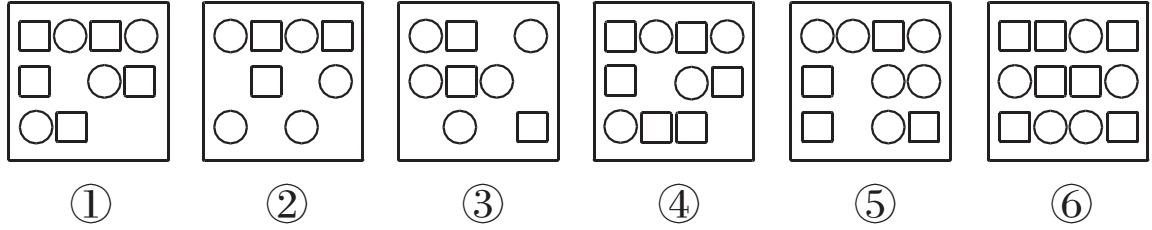 ① ② ③ ④ ⑤ ⑥